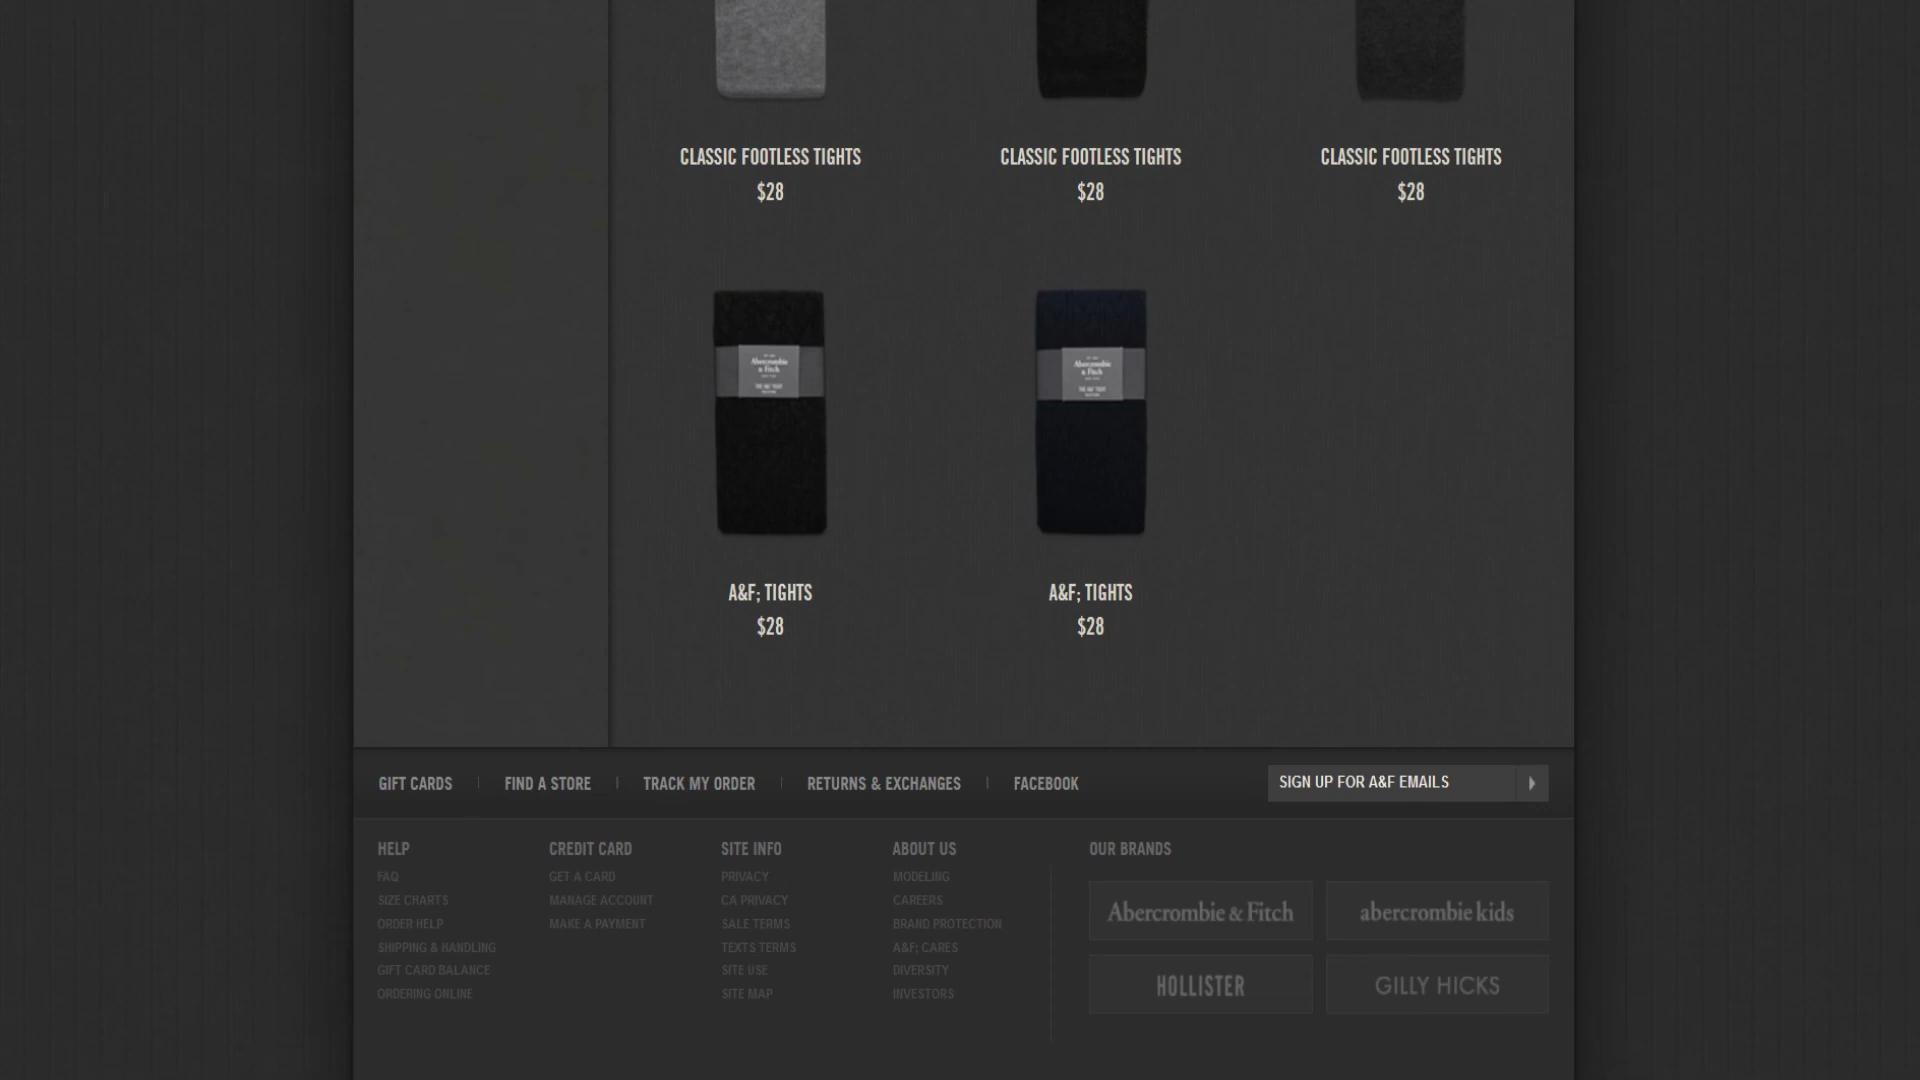 CLASSIC FOOTLESS TIGHTS
$28
CLASSIC FOOTLESS TIGHTS
$28
CLASSIC FOOTLESS TIGHTS
$28
Abercrombie
& Fitch
Abercrombie
& Fitch
A&F; TIGHTS
$28
A&F; TIGHTS
$28
GIFT CARDS
FIND A STORE
TRACK MY ORDER
RETURNS & EXCHANGES
FACEBOOK
SIGN UP FOR A&F EMAILS
HELP
FAQ
SIZE CHARTS
ORDER HELP
SHIPPING & HANDLING
GIFT CARD BALANCE
ORDERING ONLINE
CREDIT CARD
GET A CARD
MANAGE ACCOUNT
MAKE A PAYMENT
SITE INFO
PRIVACY
CA PRIVACY
SALE TERMS
TEXTS TERMS
SITE USE
SITE MAP
ABOUT US
MODELING
CAREERS
BRAND PROTECTION
A&F; CARES
DIVERSITY
INVESTORS
OUR BRANDS
Abercrombie & Fitch
abercrombie kids
HOLLISTER
GILLY HICKS